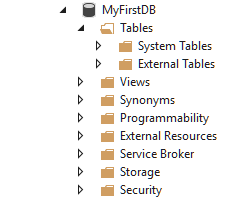 MyFirstDB
Tables
System Tables
External Tables
Views
Synonyms
Programmability
External Resources
Service Broker
Storage
Security